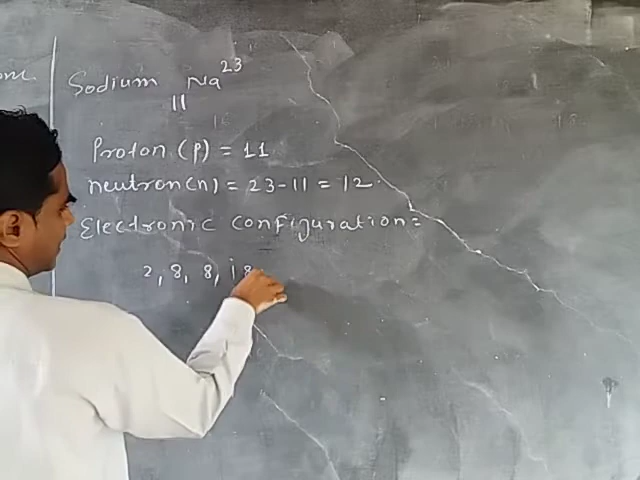 Sodium ₁₁Na²³
Proton (p) = 11
neutron(n) = 23-11 = 12.
Electronic configuration=
2, 8, 8, 18